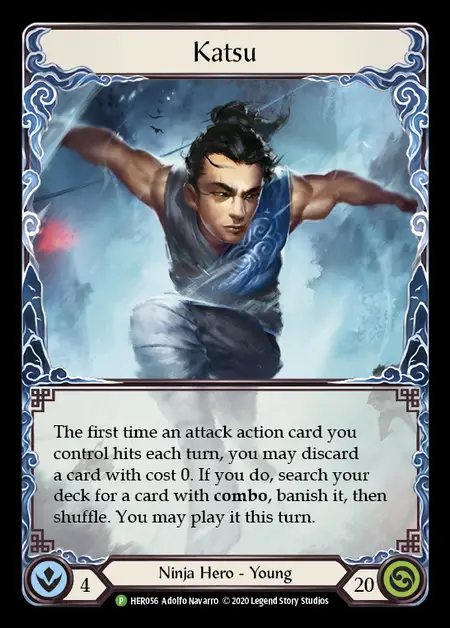 Katsu
The first time an attack action card you
control hits each turn, you may discard
a card with cost 0. If you do, search your
deck for a card with combo, banish it, then
shuffle. You may play it this turn.
4
Ninja Hero - Young
20
P HER056 Adolfo Navarro © 2020 Legend Story Studios